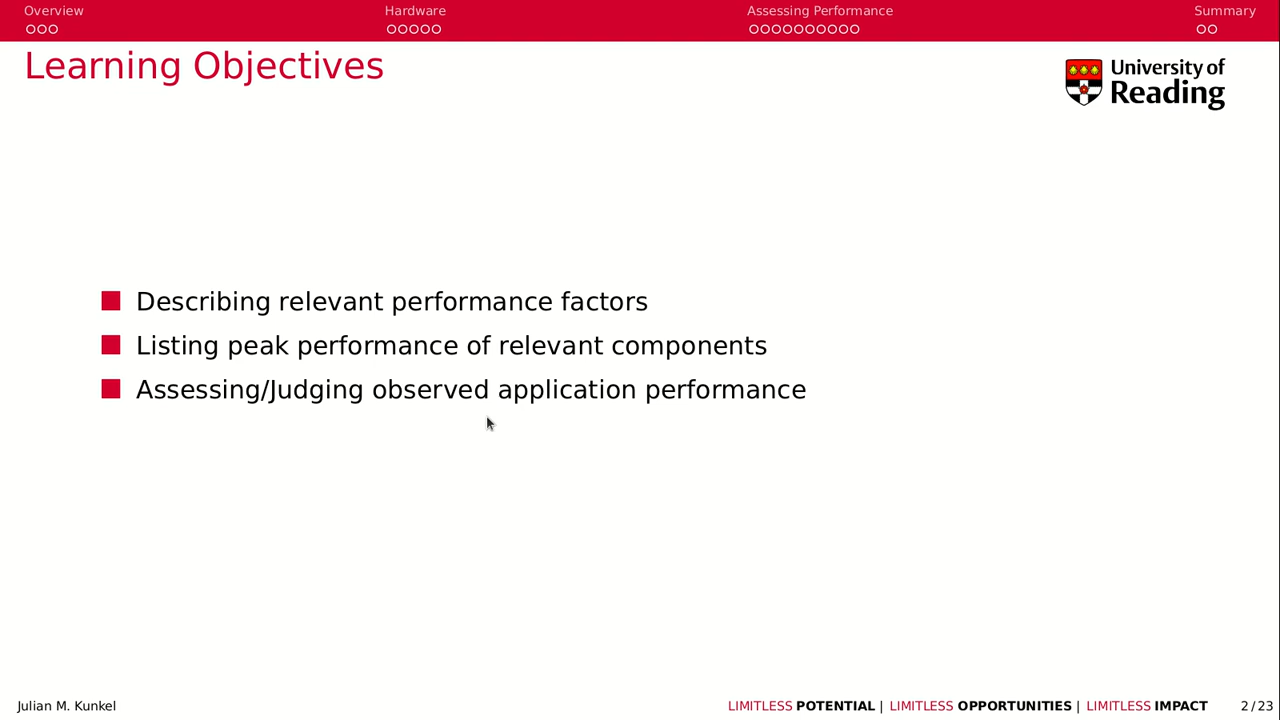 Overview Hardware Assessing Performance Summary
Learning Objectives
University of
Reading
Describing relevant performance factors
Listing peak performance of relevant components
Assessing/Judging observed application performance
Julian M. Kunkel LIMITLESS POTENTIAL | LIMITLESS OPPORTUNITIES | LIMITLESS IMPACT 2/23